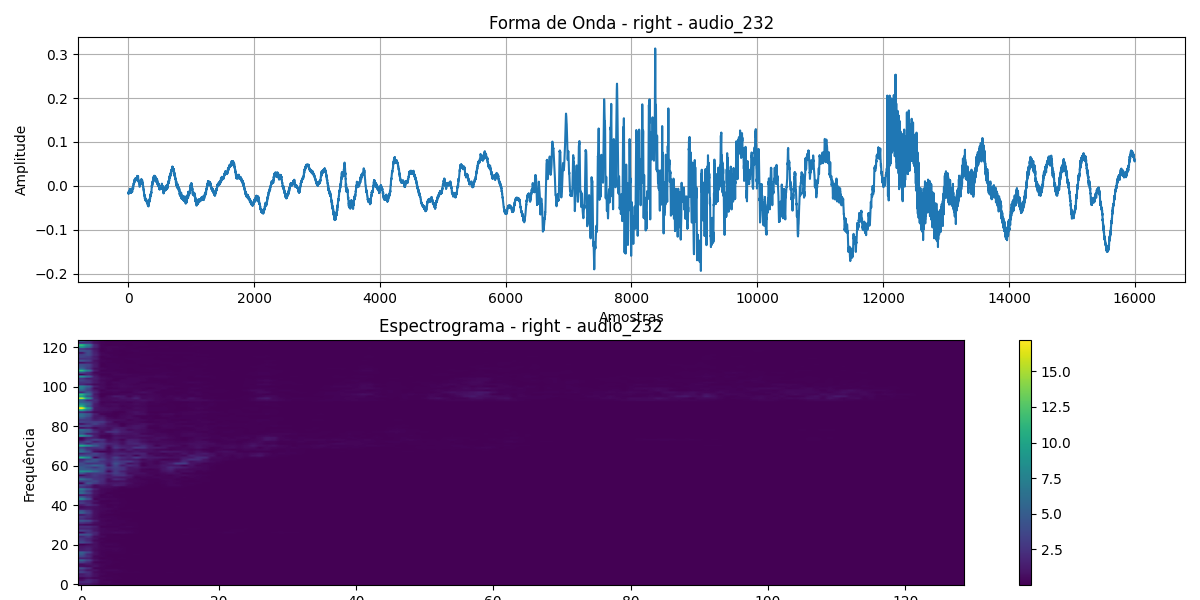 Forma de Onda - right - audio_232
Amplitude
0.3
0.2
0.1
0.0
−0.1
−0.2
0 2000 4000 6000 8000 10000 12000 14000 16000
Amostras
Espectrograma - right - audio_232
Frequência
120
100
80
60
40
20
0
0 20 40 60 80 100 120
15.0
12.5
10.0
7.5
5.0
2.5